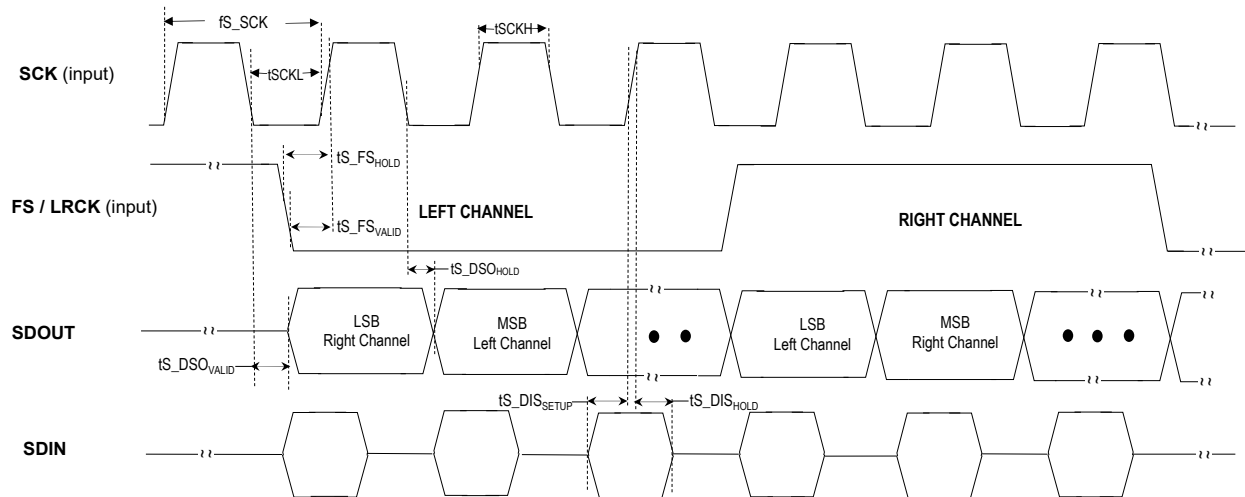 fS_SCK
tSCKH
SCK (input)
tSCKL
tS_FSHOLD
FS / LRCK (input)
LEFT CHANNEL
RIGHT CHANNEL
tS_FSVALID
tS_DSOHOLD
SDOUT
LSB
Right Channel
MSB
Left Channel
LSB
Left Channel
MSB
Right Channel
tS_DSOVALID
tS_DISSETUP
tS_DISHOLD
SDIN